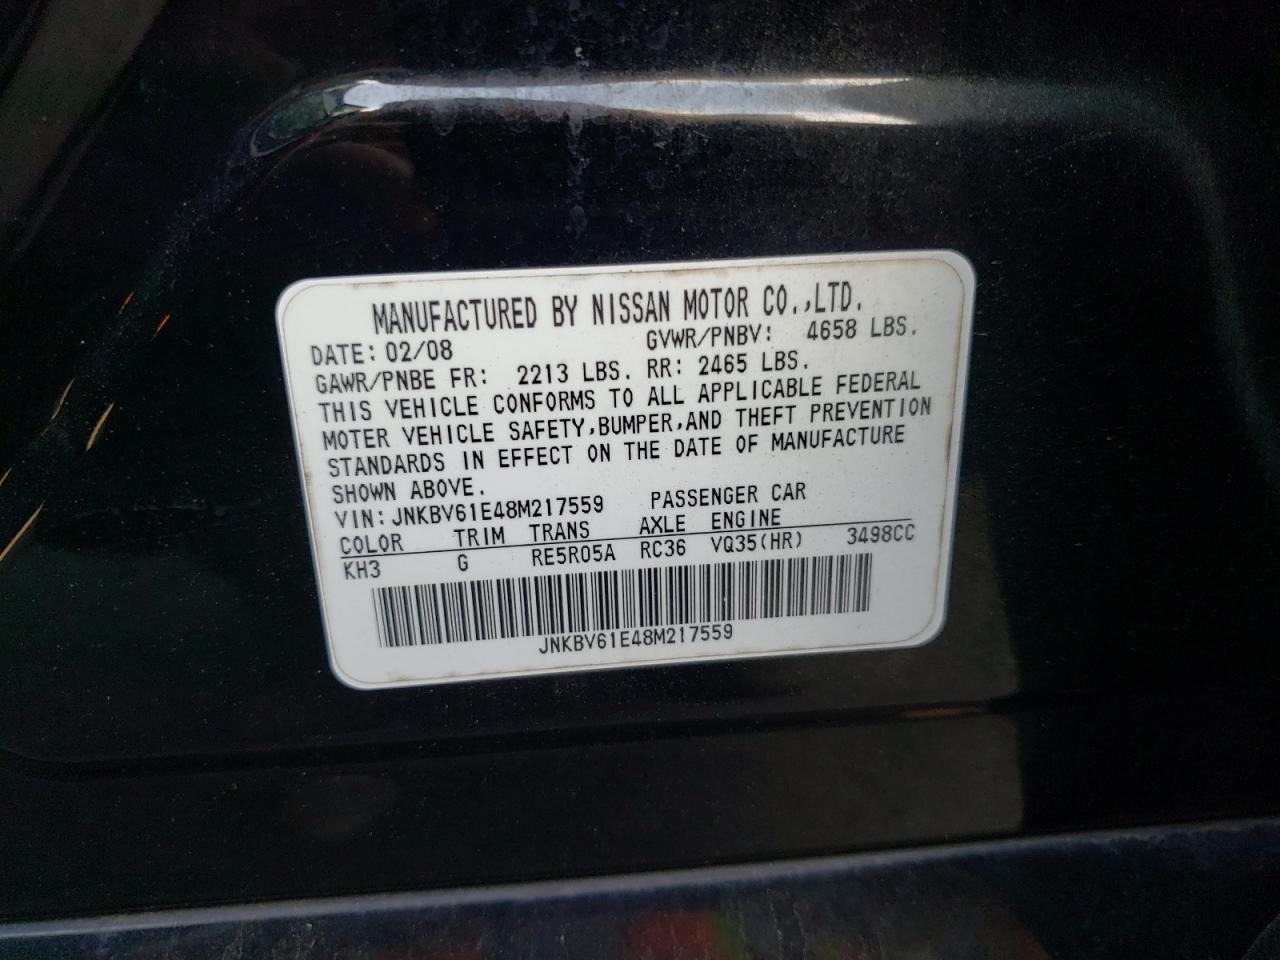 MANUFACTURED BY NISSAN MOTOR CO.,LTD.
DATE: 02/08 GVWR/PNBV: 4658 LBS.
GAWR/PNBE FR: 2213 LBS. RR: 2465 LBS.
THIS VEHICLE CONFORMS TO ALL APPLICABLE FEDERAL
MOTER VEHICLE SAFETY,BUMPER,AND THEFT PREVENTION
STANDARDS IN EFFECT ON THE DATE OF MANUFACTURE
SHOWN ABOVE.
VIN:JNKBV61E48M217559 PASSENGER CAR
COLOR TRIM TRANS AXLE ENGINE
KH3 G RE5R05A RC36 VQ35(HR) 3498CC
JNKBV61E48M217559